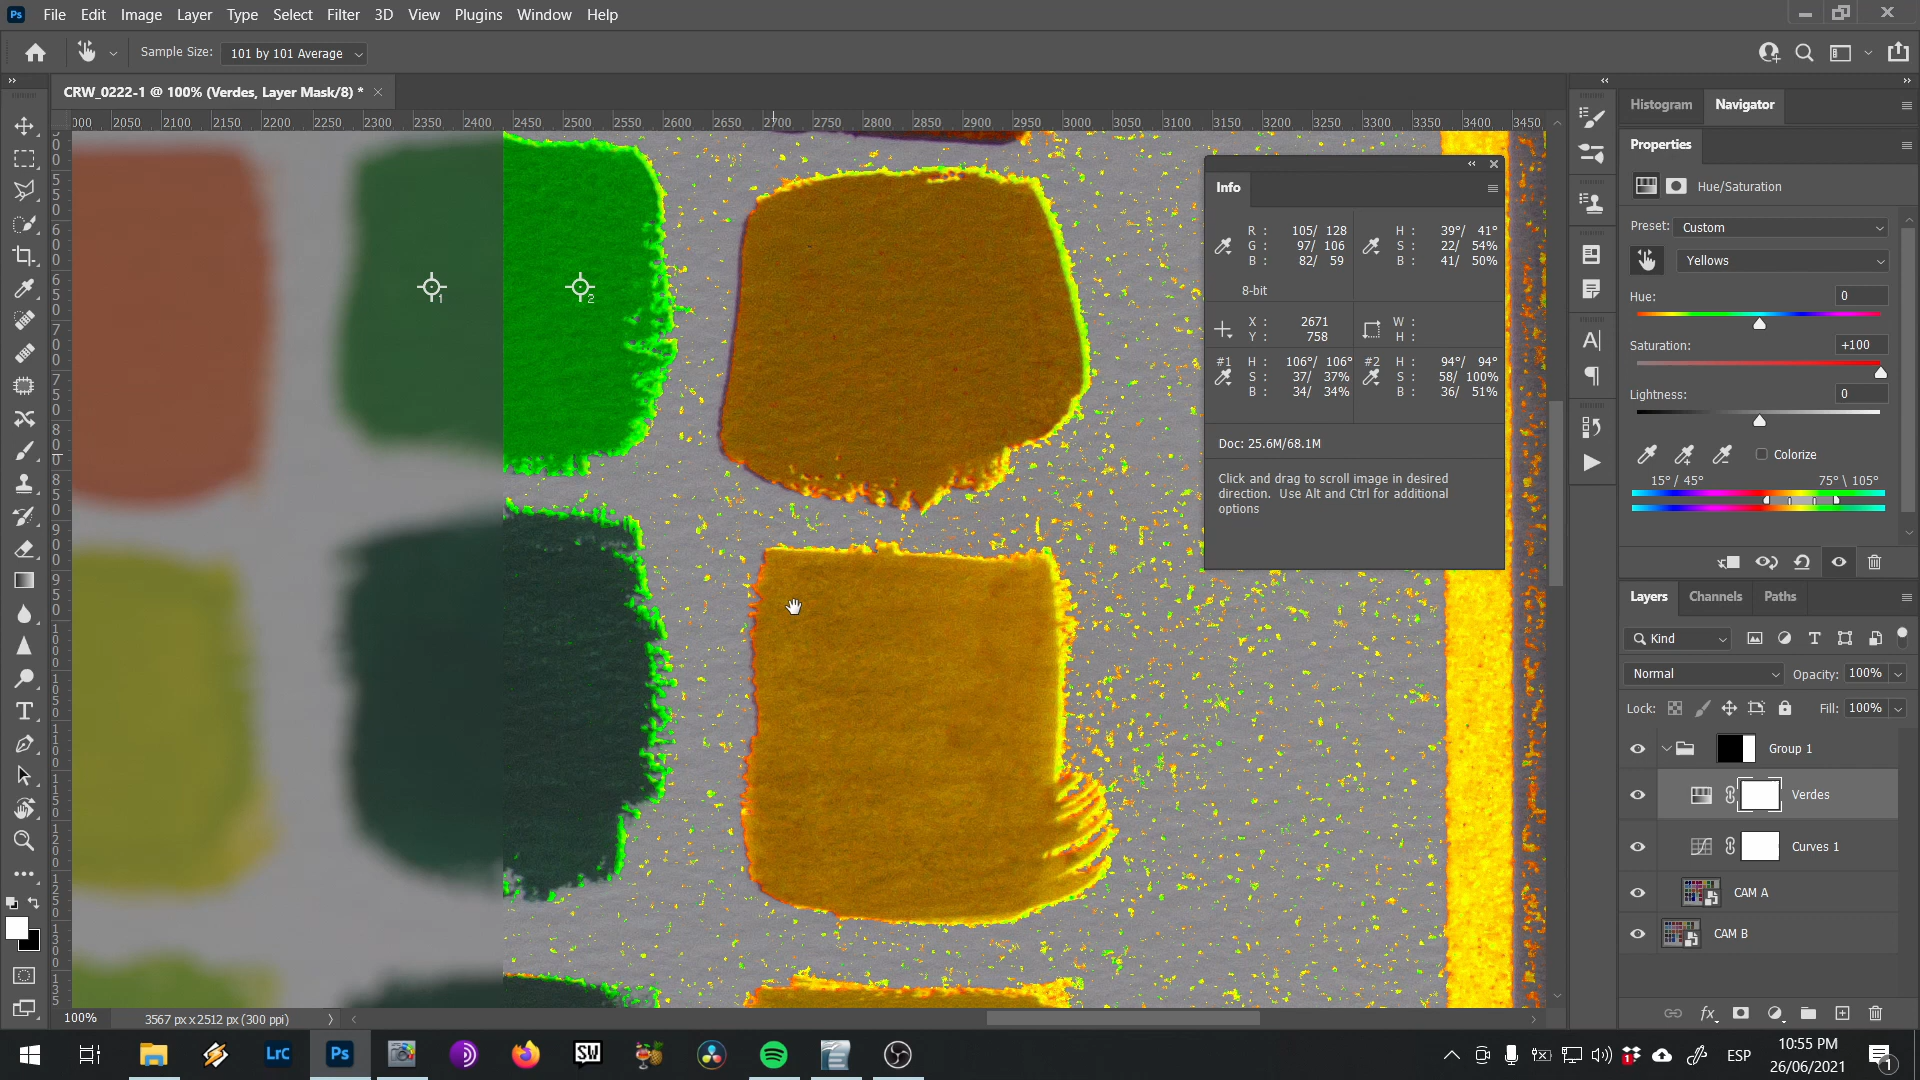 Ps File Edit Image Layer Type Select Filter 3D View Plugins Window Help
Sample Size: 101 by 101 Average
CRW_0222-1 @ 100% (Verdes, Layer Mask/8) *
000 2050 2100 2150 2200 2250 2300 2350 2400 2450 2500 2550 2600 2650 2700 2750 2800 2850 2900 2950 3000 3050 3100 3150 3200 3250 3300 3350 3400 3450
1
2
Info
R : 105/ 128 H : 39°/ 41°
G : 97/ 106 S : 22/ 54%
B : 82/ 59 B : 41/ 50%
8-bit
X : 2671 W :
Y : 758 H :
#1 H : 106°/ 106° #2 H : 94°/ 94°
S : 37/ 37% S : 58/ 100%
B : 34/ 34% B : 36/ 51%
Doc: 25.6M/68.1M
Click and drag to scroll image in desired
direction. Use Alt and Ctrl for additional
options
Histogram Navigator
Properties
Hue/Saturation
Preset: Custom
Yellows
Hue: 0
Saturation: +100
Lightness: 0
Colorize
15° / 45° 75° \ 105°
Layers Channels Paths
Kind
Normal Opacity: 100%
Lock: Fill: 100%
Group 1
Verdes
Curves 1
CAM A
CAM B
fx
100% 3567 px x 2512 px (300 ppi)
LrC Ps SW
1
ESP
10:55 PM
26/06/2021
1